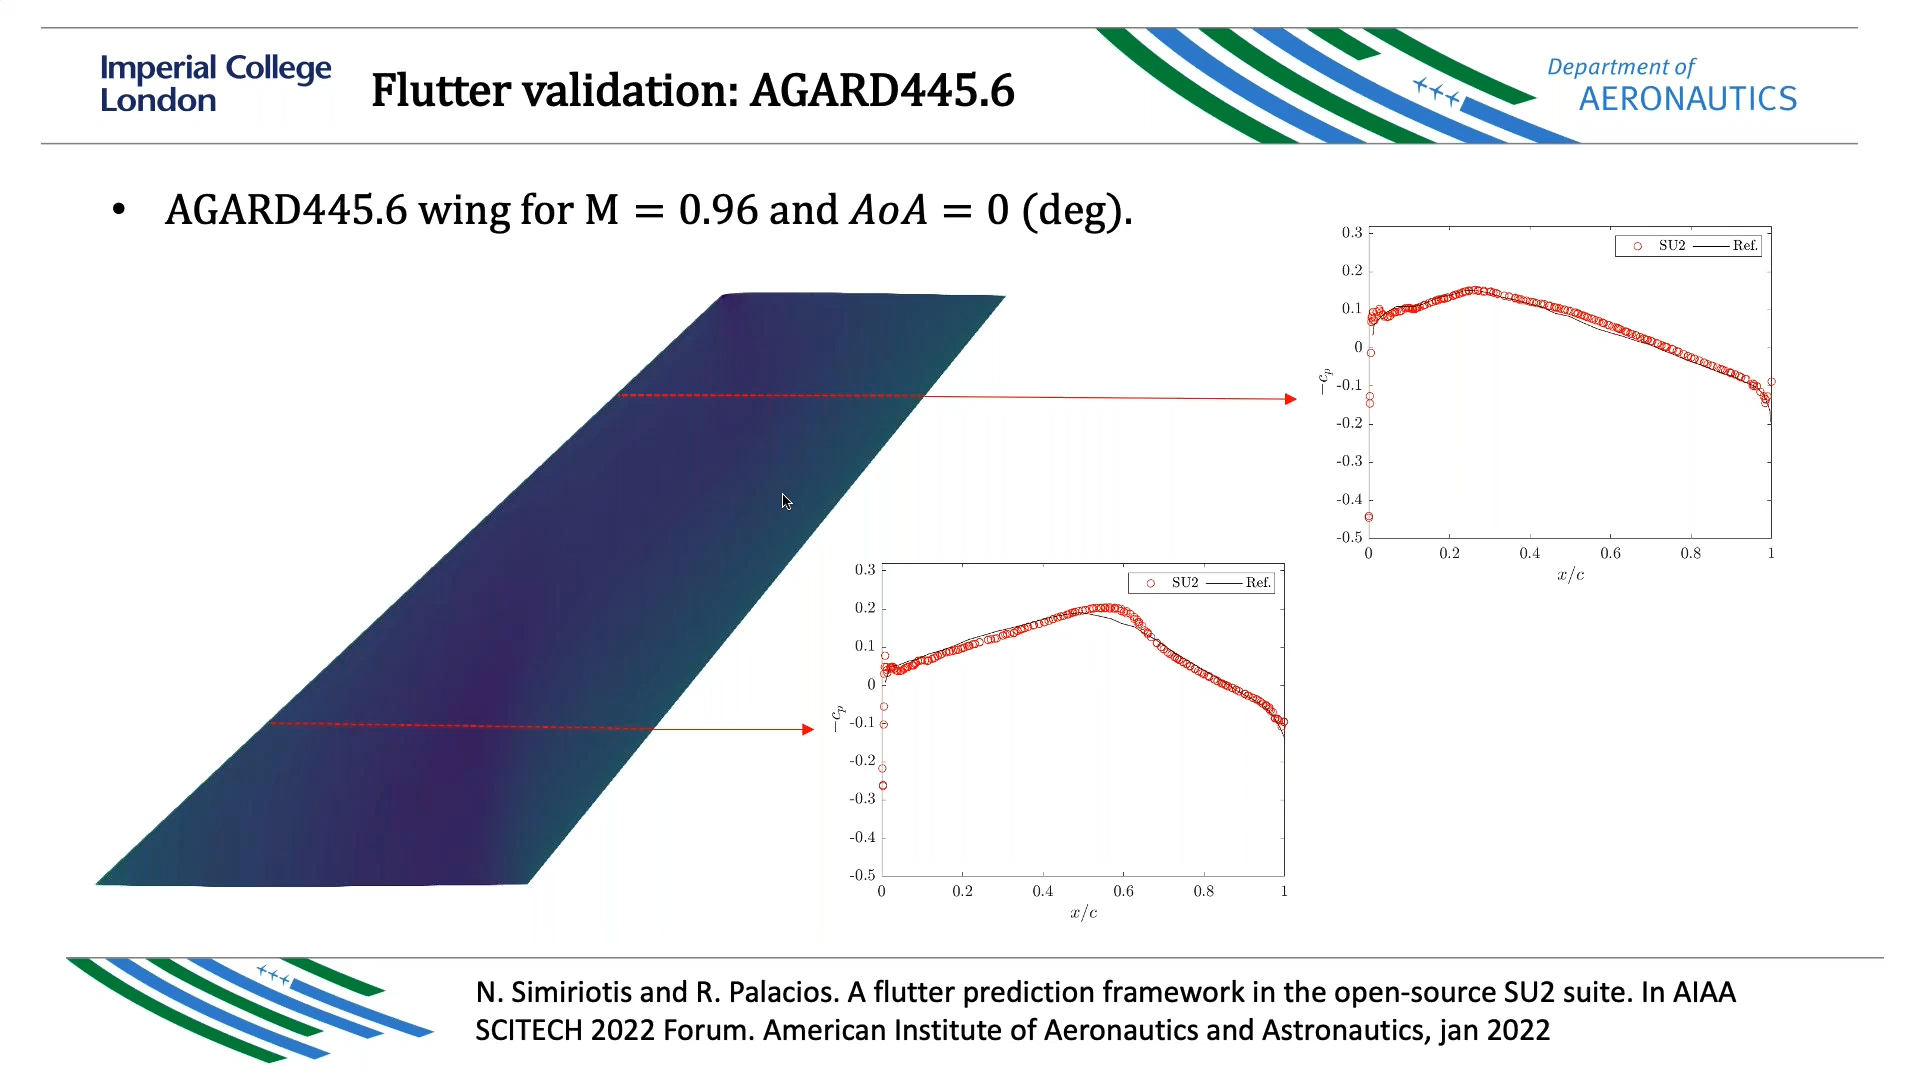 Imperial College
London
Flutter validation: AGARD445.6
Department of
AERONAUTICS
• AGARD445.6 wing for M = 0.96 and AoA = 0 (deg).
0.3
0.2
0.1
0
-0.1
-0.2
-0.3
-0.4
-0.5
−c_p
SU2 Ref.
0 0.2 0.4 0.6 0.8 1
x/c
0.3
0.2
0.1
0
-0.1
-0.2
-0.3
-0.4
-0.5
−c_p
SU2 Ref.
0 0.2 0.4 0.6 0.8 1
x/c
N. Simiriotis and R. Palacios. A flutter prediction framework in the open-source SU2 suite. In AIAA
SCITECH 2022 Forum. American Institute of Aeronautics and Astronautics, jan 2022